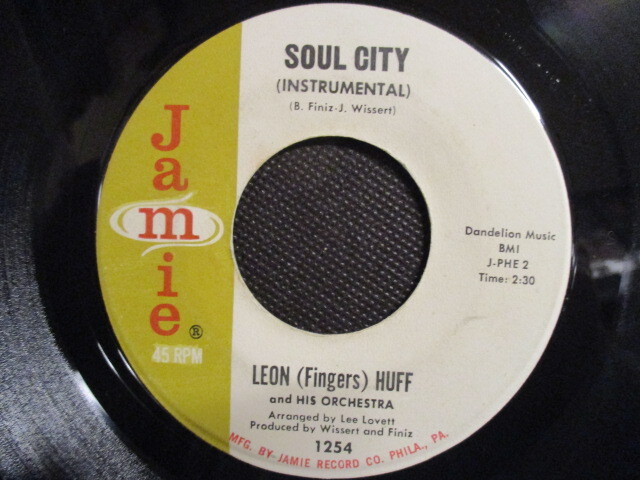 SOUL CITY
(INSTRUMENTAL)
(B. Finiz-J. Wissert)
Jamie®
45 RPM
Dandelion Music
BMI
J-PHE 2
Time: 2:30
LEON (Fingers) HUFF
and HIS ORCHESTRA
Arranged by Lee Lovett
Produced by Wissert and Finiz
1254
MFG. BY JAMIE RECORD CO. PHILA., PA.